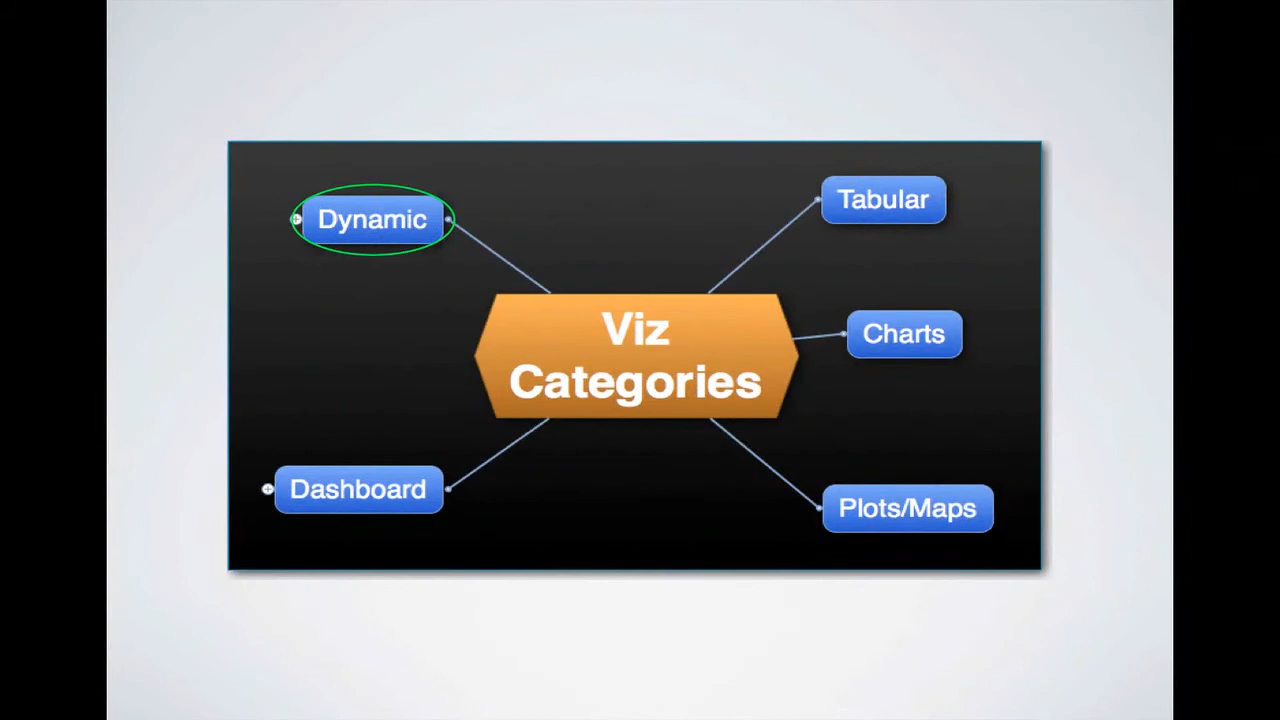 Dynamic
Tabular
Viz
Categories
Charts
Dashboard
Plots/Maps